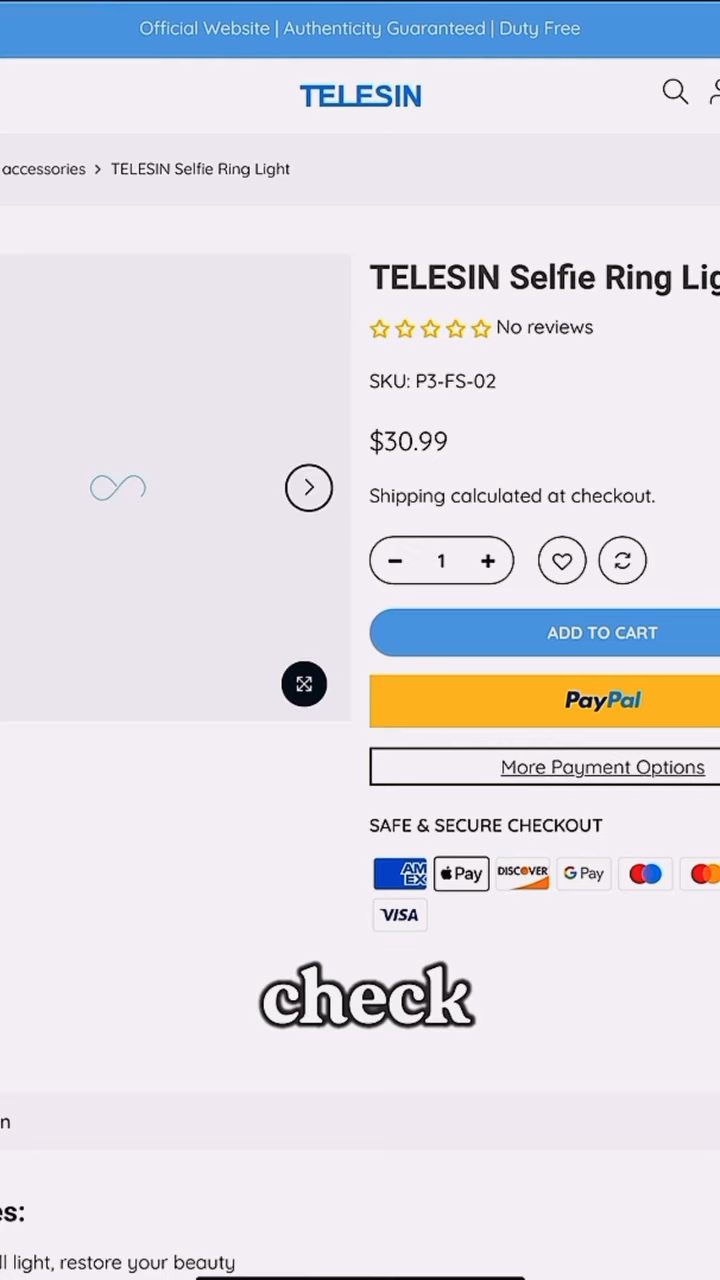 Official Website | Authenticity Guaranteed | Duty Free
TELESIN
accessories > TELESIN Selfie Ring Light
TELESIN Selfie Ring Lig
No reviews
SKU: P3-FS-02
$30.99
Shipping calculated at checkout.
− 1 +
ADD TO CART
PayPal
More Payment Options
SAFE & SECURE CHECKOUT
AM EX Pay DISCOVER G Pay
VISA
check
n
es:
ll light, restore your beauty